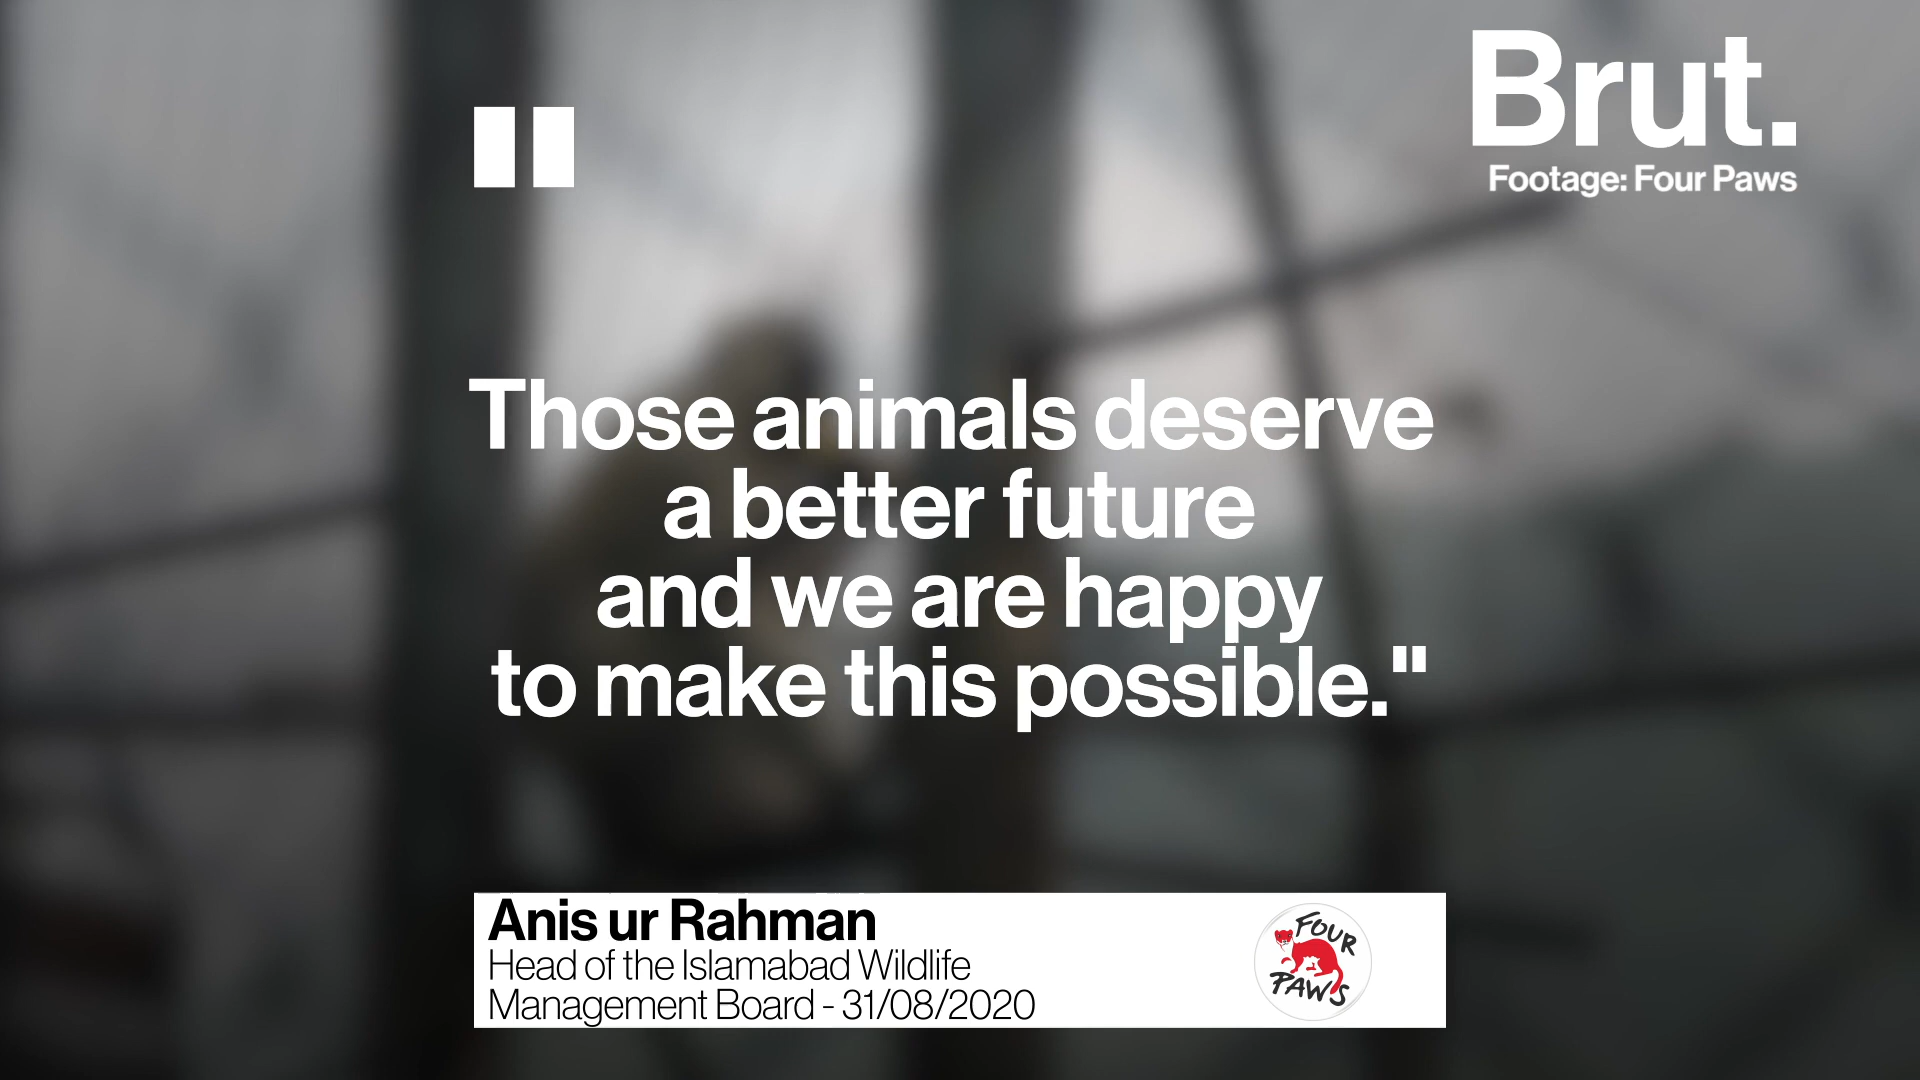 Brut.
Footage: Four Paws
"
Those animals deserve
a better future
and we are happy
to make this possible."
Anis ur Rahman
Head of the Islamabad Wildlife
Management Board - 31/08/2020
FOUR
PAWS